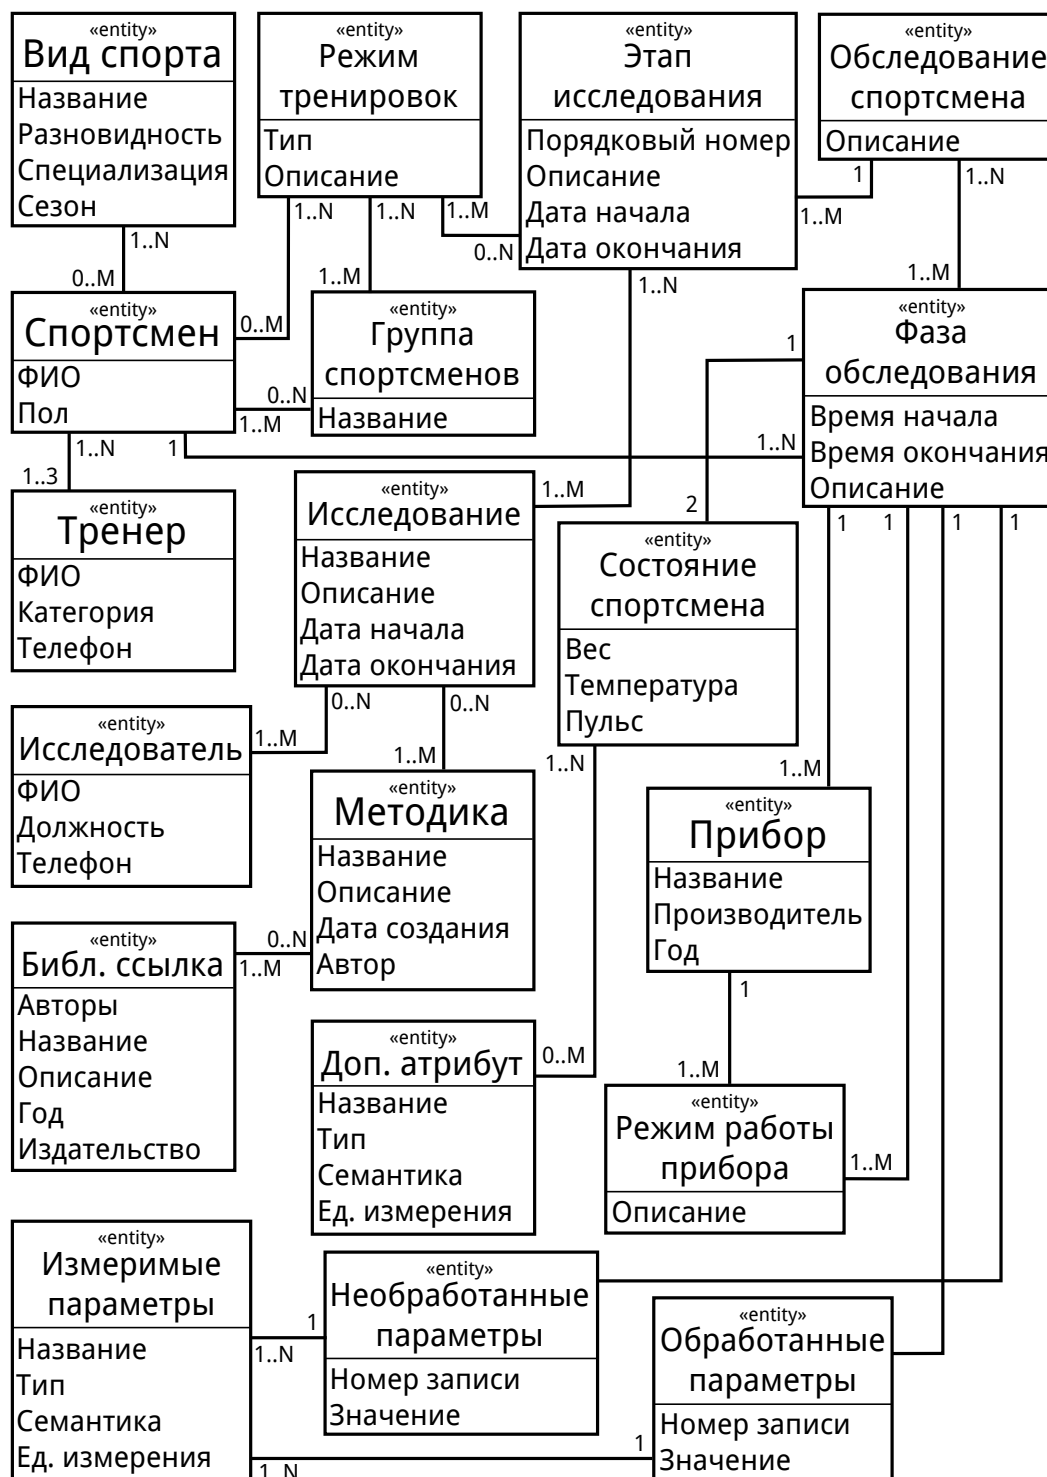 «entity»
Вид спорта
Название
Разновидность
Специализация
Сезон
«entity»
Режим
тренировок
Тип
Описание
«entity»
Этап
исследования
Порядковый номер
Описание
Дата начала
Дата окончания
«entity»
Обследование
спортсмена
Описание
1..N
0..M
1..N
0..M
1..N
1..M
1..M
0..N
1
1..M
1..N
1..M
1..N
1..M
«entity»
Спортсмен
ФИО
Пол
«entity»
Группа
спортсменов
Название
0..N
1..M
«entity»
Фаза
обследования
Время начала
Время окончания
Описание
1
2
1
1..N
1..N
1..3
«entity»
Тренер
ФИО
Категория
Телефон
«entity»
Исследование
Название
Описание
Дата начала
Дата окончания
«entity»
Состояние
спортсмена
Вес
Температура
Пульс
1
1
1
1
0..N
1..M
0..N
1..M
1..N
0..M
1..M
«entity»
Исследователь
ФИО
Должность
Телефон
«entity»
Методика
Название
Описание
Дата создания
Автор
«entity»
Прибор
Название
Производитель
Год
0..N
1..M
1
1..M
«entity»
Библ. ссылка
Авторы
Название
Описание
Год
Издательство
«entity»
Доп. атрибут
Название
Тип
Семантика
Ед. измерения
«entity»
Режим работы
прибора
Описание
1..M
«entity»
Измеримые
параметры
Название
Тип
Семантика
Ед. измерения
1
1..N
«entity»
Необработанные
параметры
Номер записи
Значение
«entity»
Обработанные
параметры
Номер записи
Значение
1
1..N